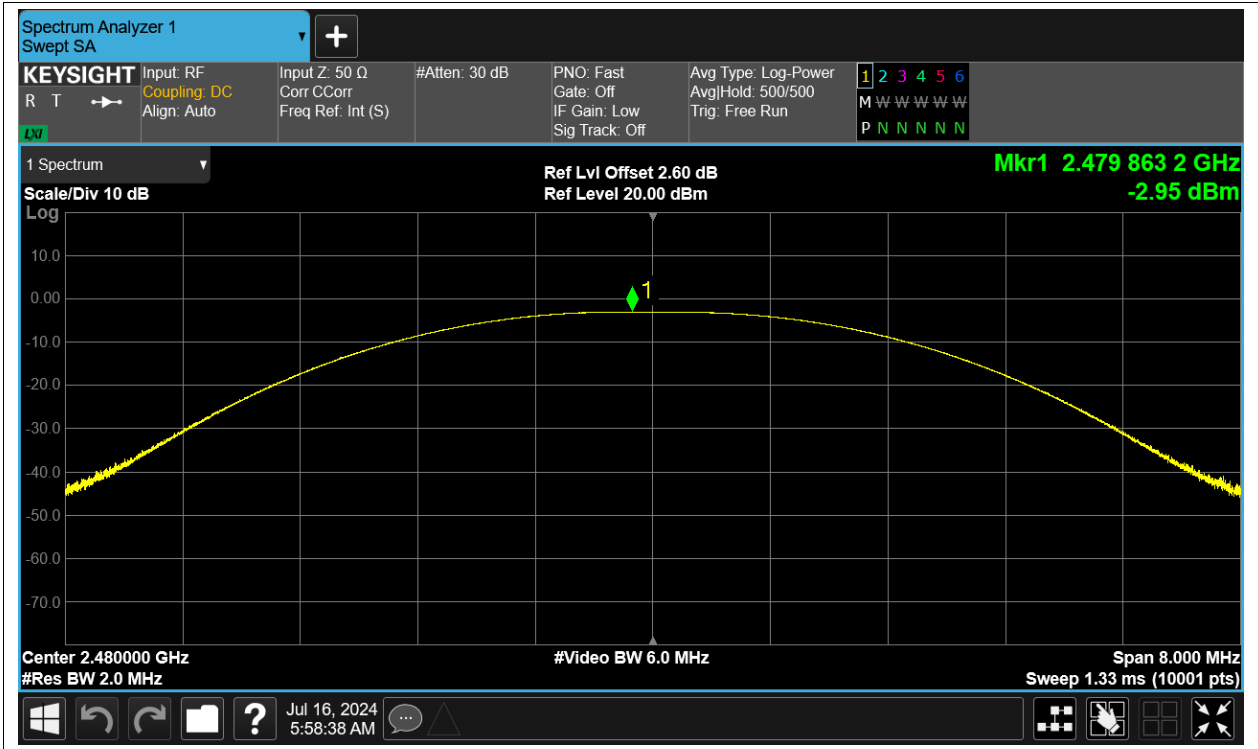 Spectrum Analyzer 1
Swept SA
KEYSIGHT
R T
LXI
Input: RF
Coupling: DC
Align: Auto
Input Z: 50 Ω
Corr CCorr
Freq Ref: Int (S)
#Atten: 30 dB
PNO: Fast
Gate: Off
IF Gain: Low
Sig Track: Off
Avg Type: Log-Power
Avg|Hold: 500/500
Trig: Free Run
1 2 3 4 5 6
M W W W W W
P N N N N N
1 Spectrum
Scale/Div 10 dB
Log
Ref Lvl Offset 2.60 dB
Ref Level 20.00 dBm
Mkr1 2.479 863 2 GHz
-2.95 dBm
10.0
0.00
-10.0
-20.0
-30.0
-40.0
-50.0
-60.0
-70.0
1
Center 2.480000 GHz
#Res BW 2.0 MHz
#Video BW 6.0 MHz
Span 8.000 MHz
Sweep 1.33 ms (10001 pts)
?
Jul 16, 2024
5:58:38 AM